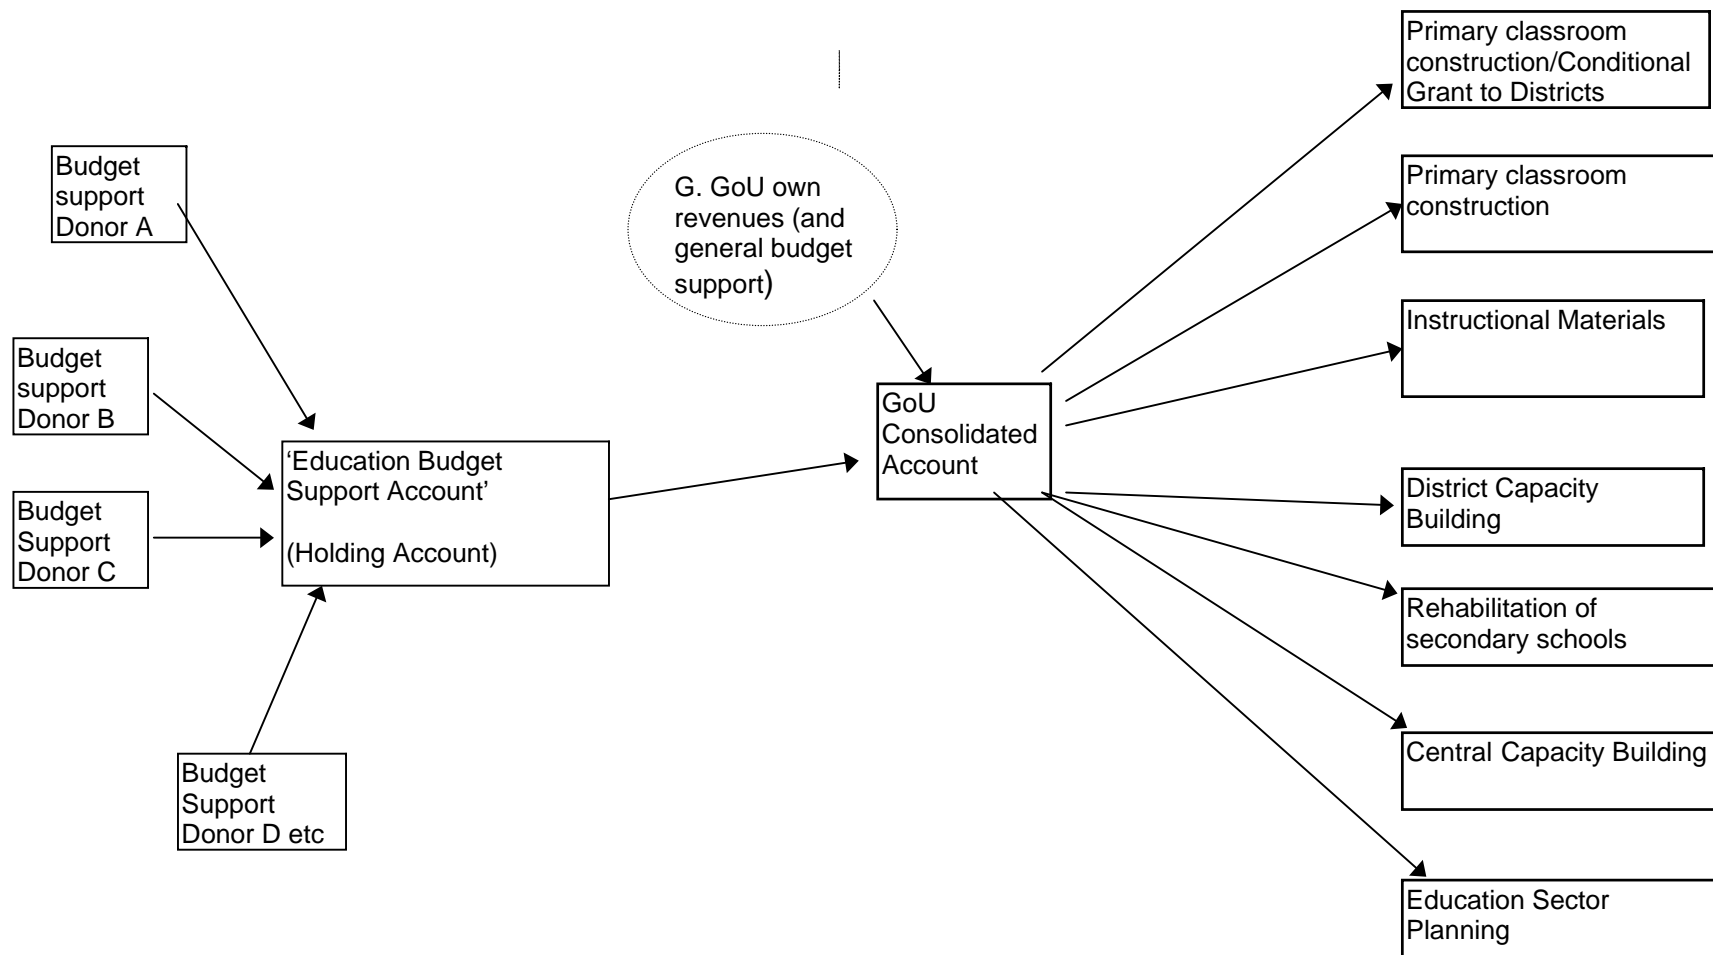 Budget
support
Donor A
Budget
support
Donor B
Budget
Support
Donor C
Budget
Support
Donor D etc
‘Education Budget
Support Account’
(Holding Account)
G. GoU own
revenues (and
general budget
support)
GoU
Consolidated
Account
Primary classroom
construction/Conditional
Grant to Districts
Primary classroom
construction
Instructional Materials
District Capacity
Building
Rehabilitation of
secondary schools
Central Capacity Building
Education Sector
Planning